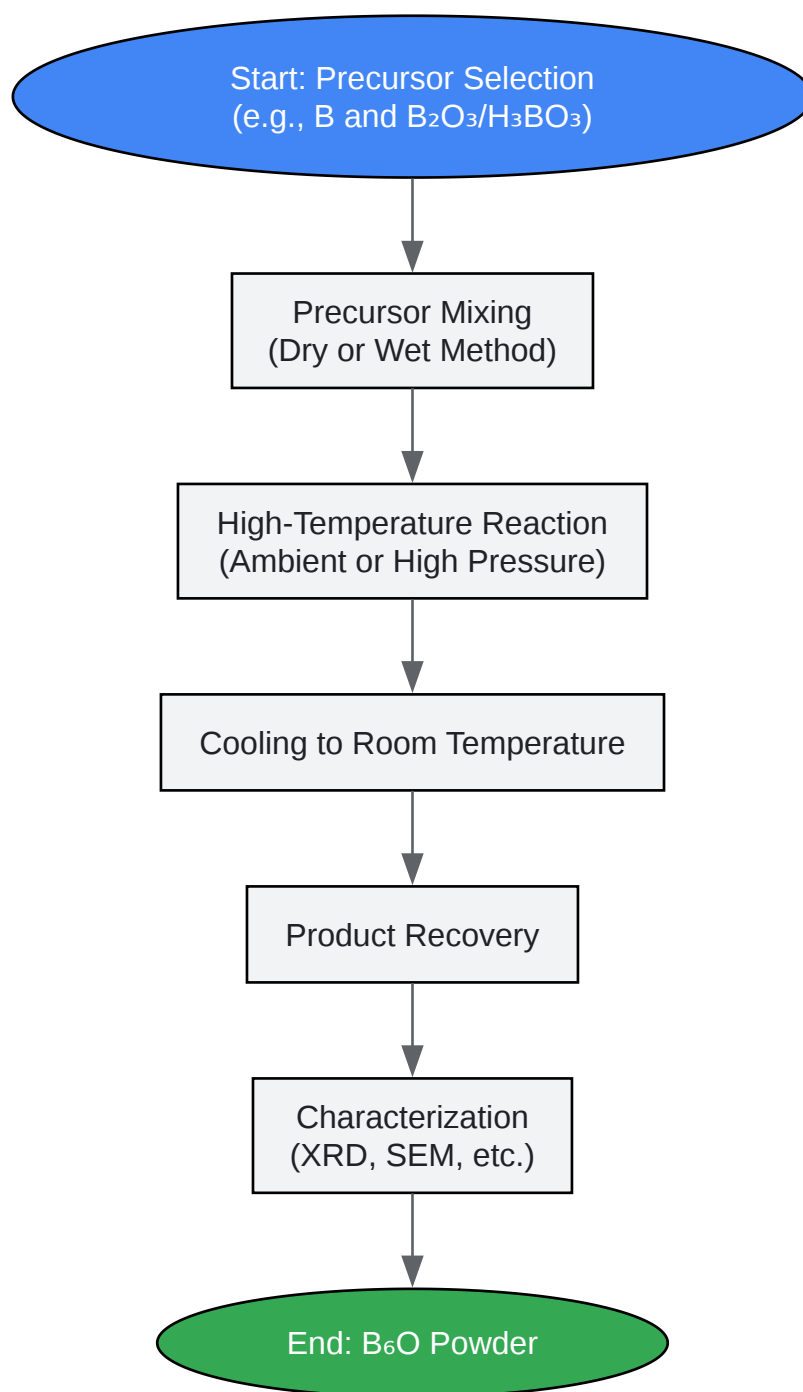 Start: Precursor Selection
(e.g., B and B₂O₃/H₃BO₃)
Precursor Mixing
(Dry or Wet Method)
High-Temperature Reaction
(Ambient or High Pressure)
Cooling to Room Temperature
Product Recovery
Characterization
(XRD, SEM, etc.)
End: B₆O Powder